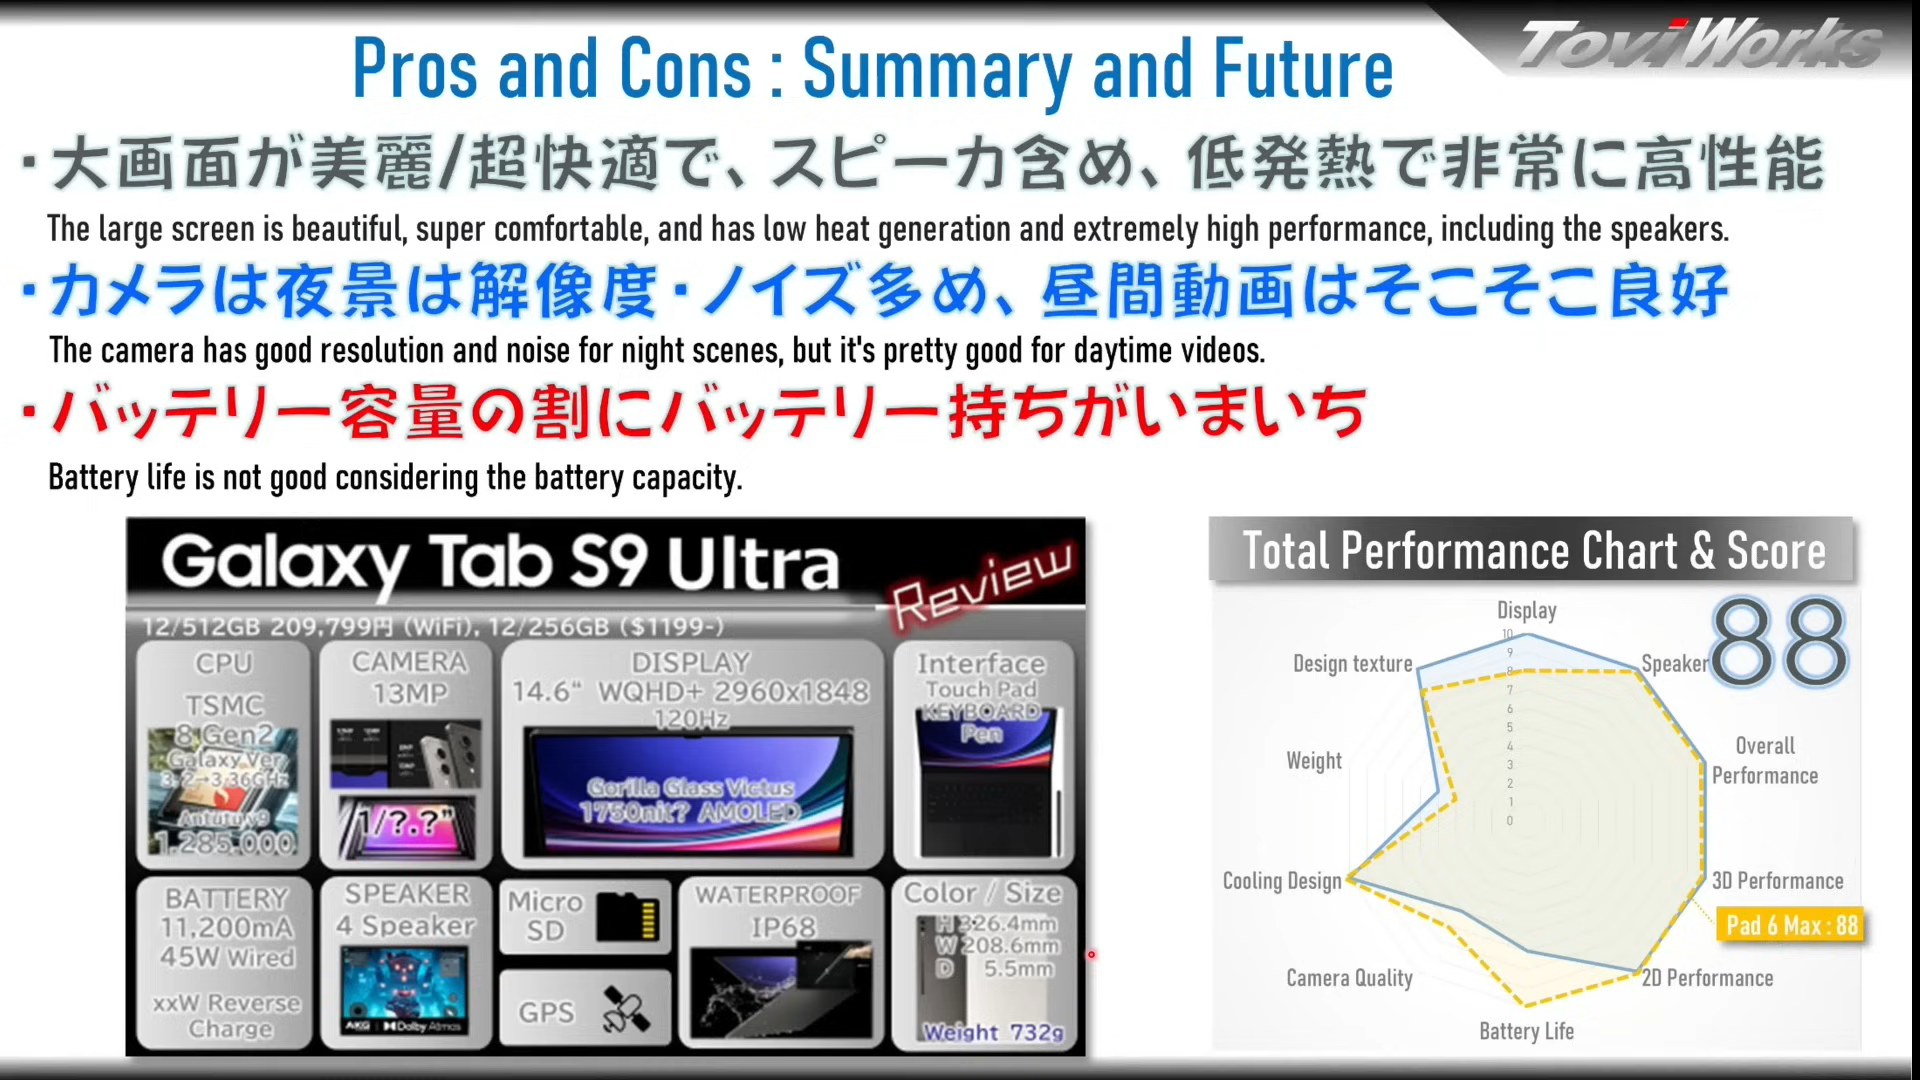 ToviWorks
Pros and Cons : Summary and Future
・大画面が美麗/超快適で、スピーカ含め、低発熱で非常に高性能
The large screen is beautiful, super comfortable, and has low heat generation and extremely high performance, including the speakers.
・カメラは夜景は解像度・ノイズ多め、昼間動画はそこそこ良好
The camera has good resolution and noise for night scenes, but it's pretty good for daytime videos.
・バッテリー容量の割にバッテリー持ちがいまいち
Battery life is not good considering the battery capacity.
Galaxy Tab S9 Ultra
Review
12/512GB 209,799円 (WiFi), 12/256GB ($1199-)
CPU
TSMC
8 Gen2
Galaxy Ver
3.2→3.36GHz
Antutu v9
1,285,000
CAMERA
13MP
1/?.?"
DISPLAY
14.6" WQHD+ 2960x1848
120Hz
Gorilla Glass Victus
1750nit? AMOLED
Interface
Touch Pad
KEYBOARD
Pen
BATTERY
11,200mA
45W Wired
xxW Reverse
Charge
SPEAKER
4 Speaker
AKG Dolby Atmos
Micro
SD
GPS
WATERPROOF
IP68
Color / Size
H 326.4mm
W 208.6mm
D 5.5mm
Weight 732g
Total Performance Chart & Score
88
Display
Speaker
Overall
Performance
3D Performance
2D Performance
Battery Life
Camera Quality
Cooling Design
Weight
Design texture
10
9
8
7
6
5
4
3
2
1
0
Pad 6 Max : 88